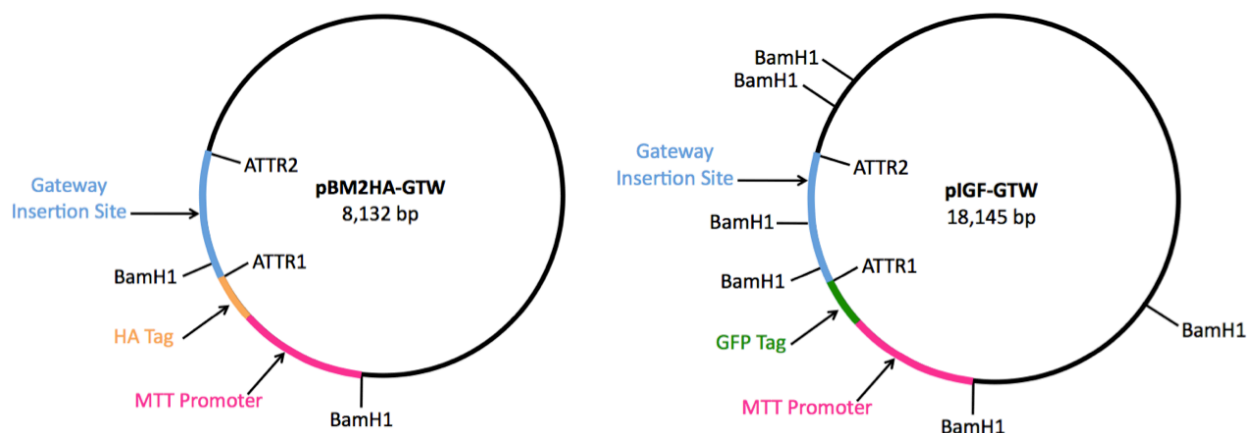 ATTR2
Gateway
Insertion Site
pBM2HA-GTW
8,132 bp
BamH1
ATTR1
HA Tag
MTT Promoter
BamH1
BamH1
BamH1
Gateway
Insertion Site
ATTR2
pIGF-GTW
18,145 bp
BamH1
BamH1
ATTR1
GFP Tag
BamH1
MTT Promoter
BamH1